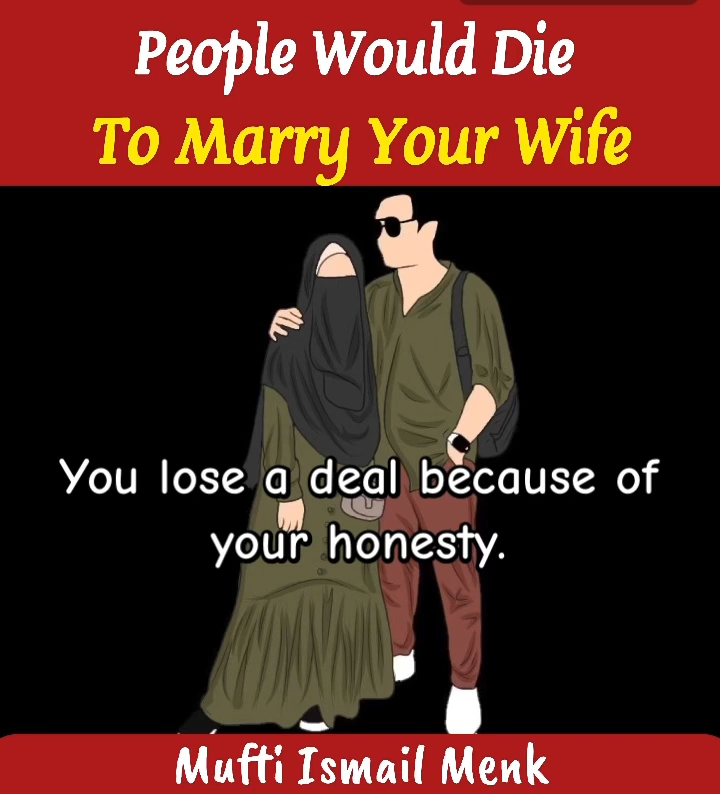 People Would Die
To Marry Your Wife
You lose a deal because of
your honesty.
Mufti Ismail Menk